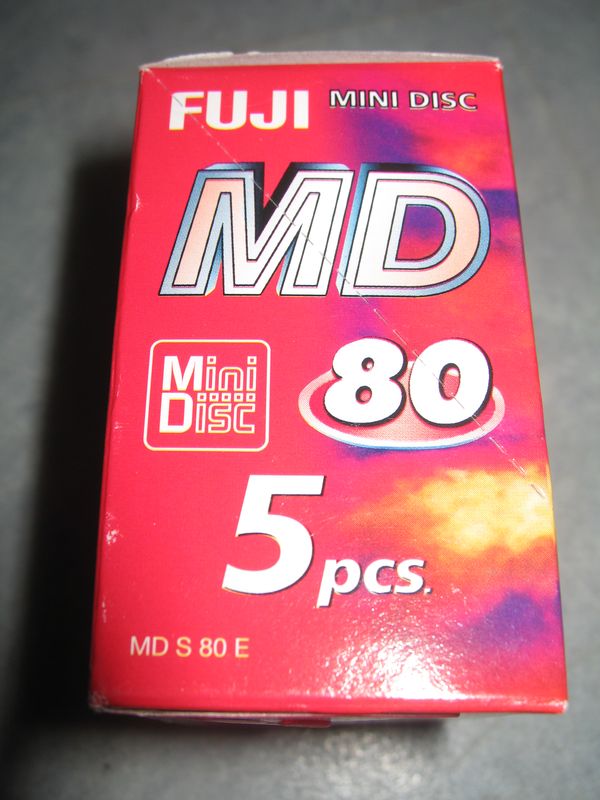 FUJI MINI DISC
MD
Mini
Disc
80
5 pcs.
MD S 80 E